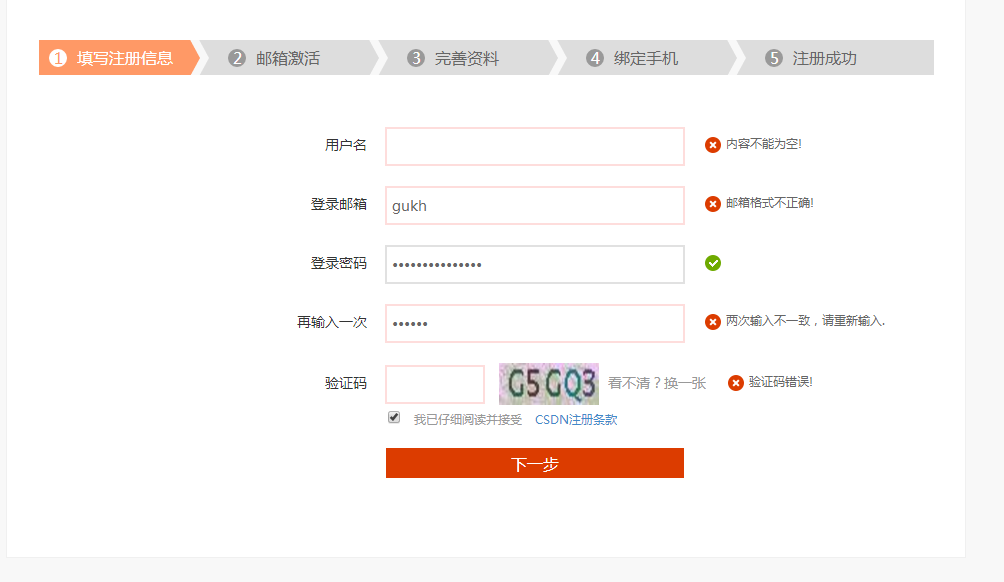 1 填写注册信息 2 邮箱激活 3 完善资料 4 绑定手机 5 注册成功
用户名 内容不能为空!
登录邮箱 gukh 邮箱格式不正确!
登录密码 •••••••••••••••
再输入一次 •••••• 两次输入不一致，请重新输入.
验证码 G5GQ3 看不清？换一张 验证码错误!
我已仔细阅读并接受 CSDN注册条款
下一步